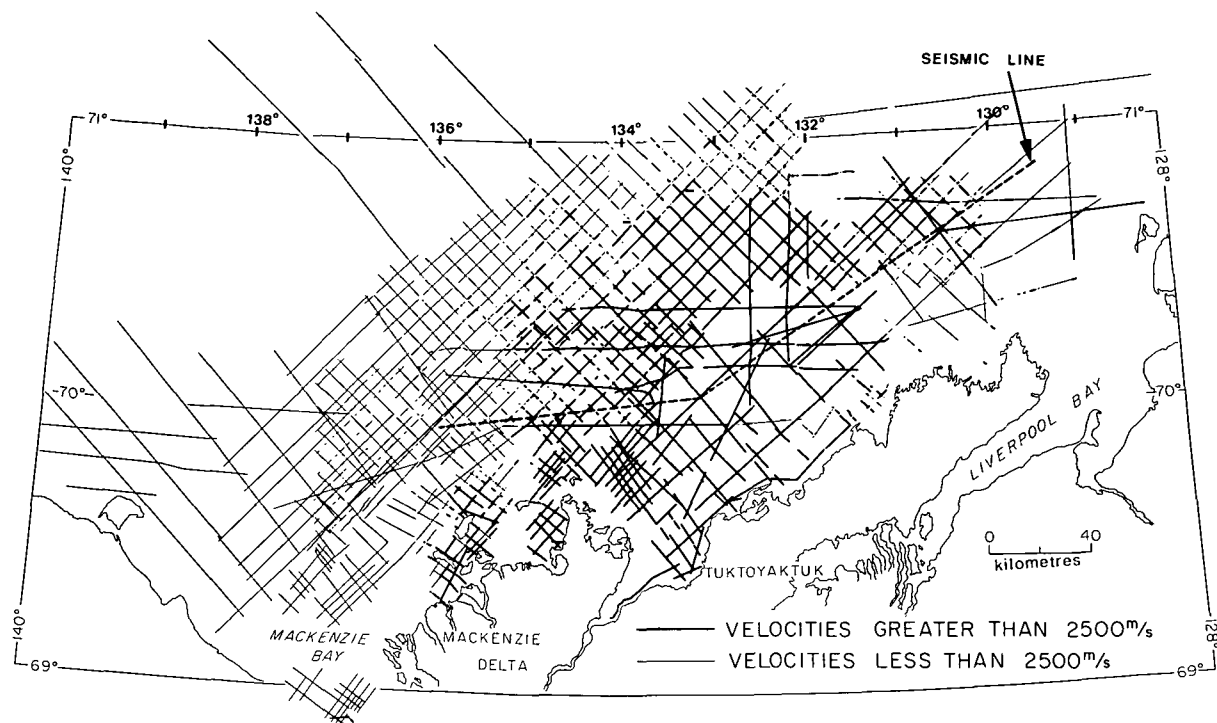 SEISMIC LINE
71° 138° 136° 134° 132° 130° 71°
140° 128°
70° 70°
LIVERPOOL BAY
0 40
kilometres
TUKTOYAKTUK
MACKENZIE
BAY
MACKENZIE
DELTA
VELOCITIES GREATER THAN 2500m/s
VELOCITIES LESS THAN 2500m/s
140° 128°
69° 69°